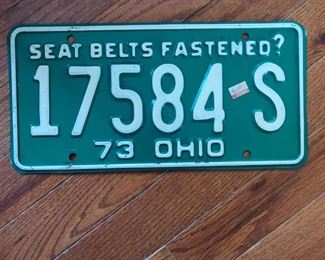 SEAT BELTS FASTENED?
17584 S
73 OHIO